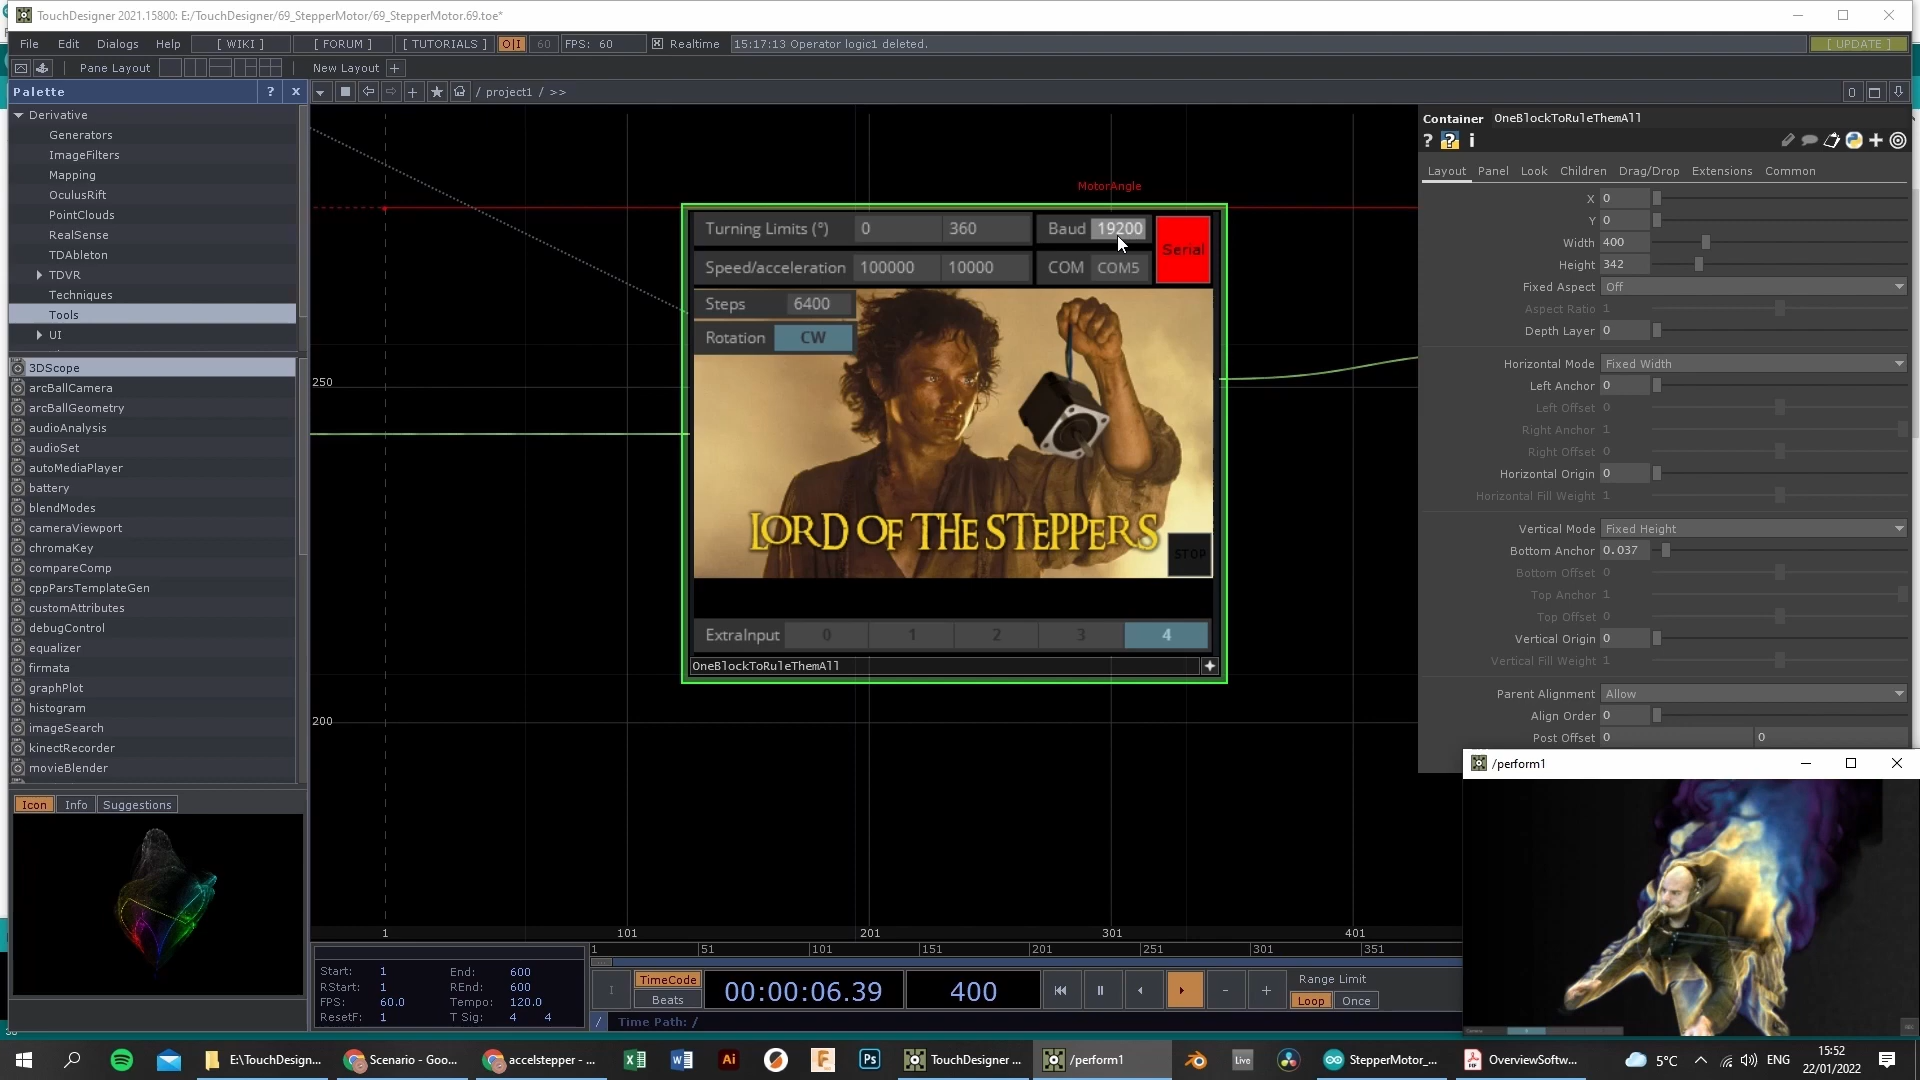 TouchDesigner 2021.15800: E:/TouchDesigner/69_StepperMotor/69_StepperMotor.69.toe*
File Edit Dialogs Help [ WIKI ] [ FORUM ] [ TUTORIALS ] O|I 60 FPS: 60 Realtime 15:17:13 Operator logic1 deleted. [ UPDATE ]
Pane Layout New Layout +
Palette ? x / project1 / >> 0
Derivative
Generators
ImageFilters
Mapping
OculusRift
PointClouds
RealSense
TDAbleton
TDVR
Techniques
Tools
UI
3DScope
arcBallCamera
arcBallGeometry
audioAnalysis
audioSet
autoMediaPlayer
battery
blendModes
cameraViewport
chromaKey
compareComp
cppParsTemplateGen
customAttributes
debugControl
equalizer
firmata
graphPlot
histogram
imageSearch
kinectRecorder
movieBlender
Icon Info Suggestions
MotorAngle
Turning Limits (°) 0 360 Baud 19200 Serial
Speed/acceleration 100000 10000 COM COM5
Steps 6400
Rotation CW
LORD OF THE STEPPERS
STOP
ExtraInput 0 1 2 3 4
OneBlockToRuleThemAll
250
200
1 101 201 301 401
Container OneBlockToRuleThemAll
? ? i
Layout Panel Look Children Drag/Drop Extensions Common
X 0
Y 0
Width 400
Height 342
Fixed Aspect Off
Aspect Ratio 1
Depth Layer 0
Horizontal Mode Fixed Width
Left Anchor 0
Left Offset 0
Right Anchor 1
Right Offset 0
Horizontal Origin 0
Horizontal Fill Weight 1
Vertical Mode Fixed Height
Bottom Anchor 0.037
Bottom Offset 0
Top Anchor 1
Top Offset 0
Vertical Origin 0
Vertical Fill Weight 1
Parent Alignment Allow
Align Order 0
Post Offset 0 0
/perform1
1 51 101 151 201 251 301 351
Start: 1 End: 600
RStart: 1 REnd: 600
FPS: 60.0 Tempo: 120.0
ResetF: 1 T Sig: 4 4
TimeCode
Beats
00:00:06.39 400
Range Limit
Loop Once
/ Time Path: /
E:\TouchDesign... Scenario - Goo... accelstepper - ... Ai Ps TouchDesigner ... /perform1 Live StepperMotor_... OverviewSoftw... 5°C ENG
15:52
22/01/2022